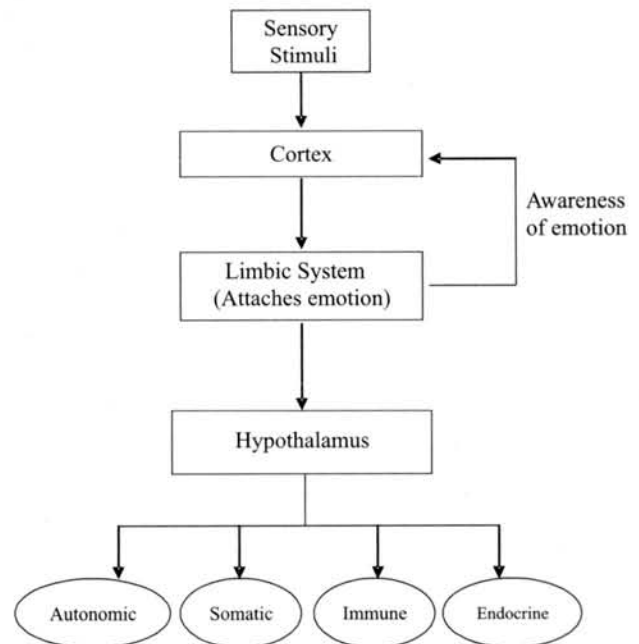 Sensory
Stimuli
Cortex
Awareness
of emotion
Limbic System
(Attaches emotion)
Hypothalamus
Autonomic
Somatic
Immune
Endocrine